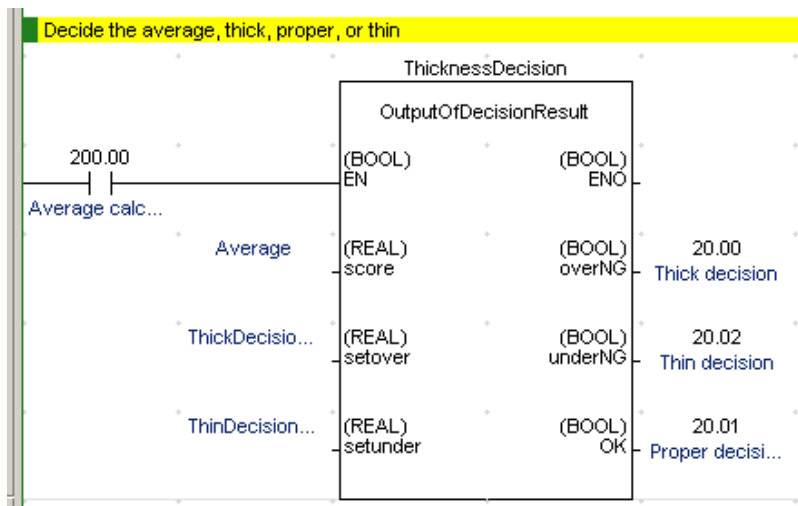 Decide the average, thick, proper, or thin
ThicknessDecision
OutputOfDecisionResult
200.00
(BOOL)
EN
(BOOL)
ENO
Average calc...
Average
(REAL)
score
(BOOL)
overNG
20.00
Thick decision
ThickDecisio...
(REAL)
setover
(BOOL)
underNG
20.02
Thin decision
ThinDecision...
(REAL)
setunder
(BOOL)
OK
20.01
Proper decisi...